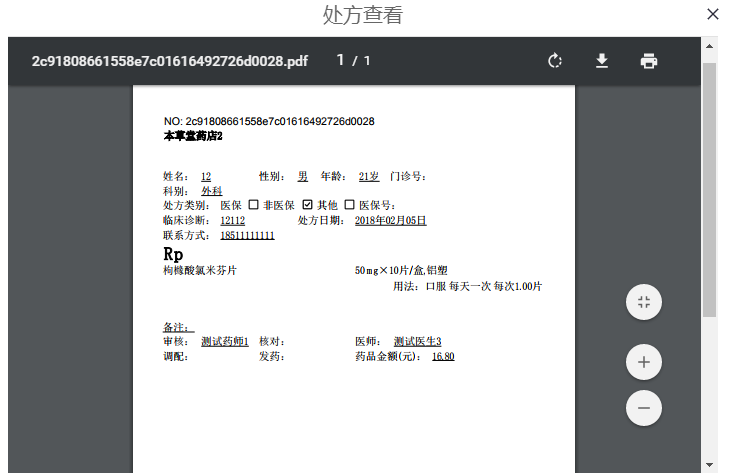 处方查看
2c91808661558e7c01616492726d0028.pdf 1 / 1
NO: 2c91808661558e7c01616492726d0028
本草堂药店2
姓名： 12 性别： 男 年龄： 21岁 门诊号：
科别： 外科
处方类别： 医保 ☐ 非医保 ☑ 其他 ☐ 医保号：
临床诊断： 12112 处方日期： 2018年02月05日
联系方式： 18511111111
Rp
枸橼酸氯米芬片 50mg×10片/盒,铝塑
用法：口服 每天一次 每次1.00片
备注：
审核： 测试药师1 核对： 医师： 测试医生3
调配： 发药： 药品金额(元)： 16.80